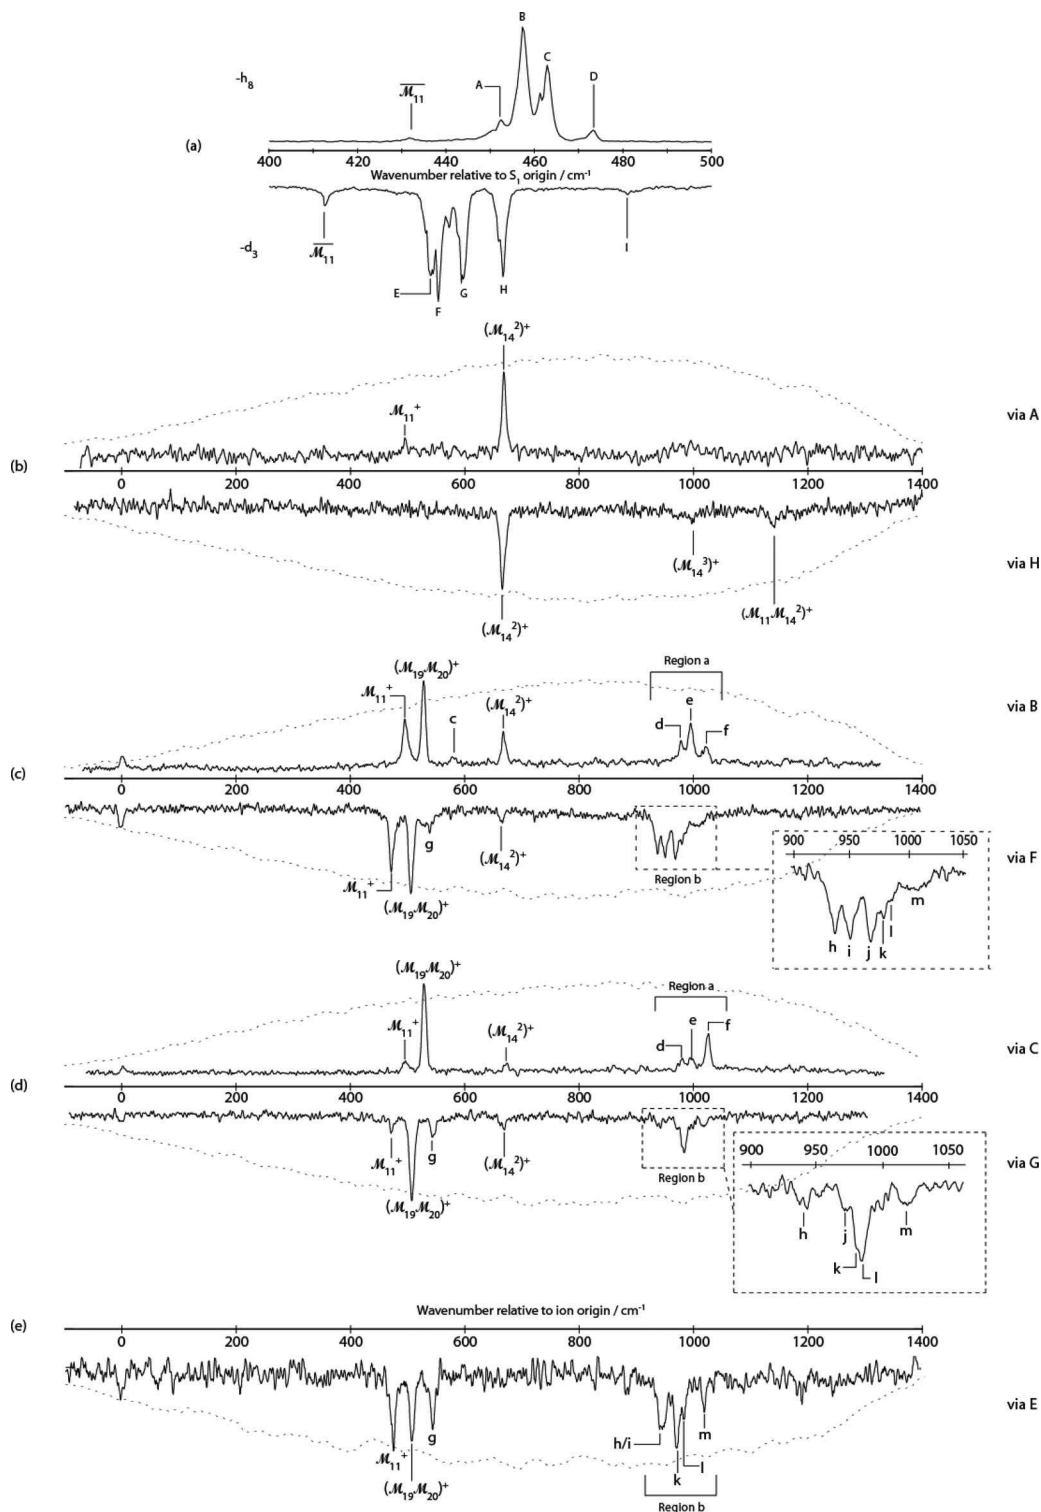 B
C
-h₈
M̅₁₁
A
D
(a)
400 420 440 460 480 500
Wavenumber relative to S₁ origin / cm⁻¹
-d₃
M̅₁₁
I
E
F
G
H
(M₁₄²)⁺
M₁₁⁺
via A
(b)
0 200 400 600 800 1000 1200 1400
(M₁₄³)⁺
via H
(M₁₄²)⁺
(M₁₁M₁₄²)⁺
(M₁₉M₂₀)⁺
Region a
M₁₁⁺
(M₁₄²)⁺
e
via B
c
d
f
(c)
0 200 400 600 800 1000 1200 1400
g
(M₁₄²)⁺
M₁₁⁺
Region b
via F
(M₁₉M₂₀)⁺
900 950 1000 1050
m
l
h i j k
(M₁₉M₂₀)⁺
Region a
M₁₁⁺
(M₁₄²)⁺
e
d
f
via C
(d)
0 200 400 600 800 1000 1200 1400
M₁₁⁺
g
(M₁₄²)⁺
Region b
via G
(M₁₉M₂₀)⁺
900 950 1000 1050
h
j
m
k
l
Wavenumber relative to ion origin / cm⁻¹
(e)
0 200 400 600 800 1000 1200 1400
via E
g
m
h/i
M₁₁⁺
k
l
(M₁₉M₂₀)⁺
Region b